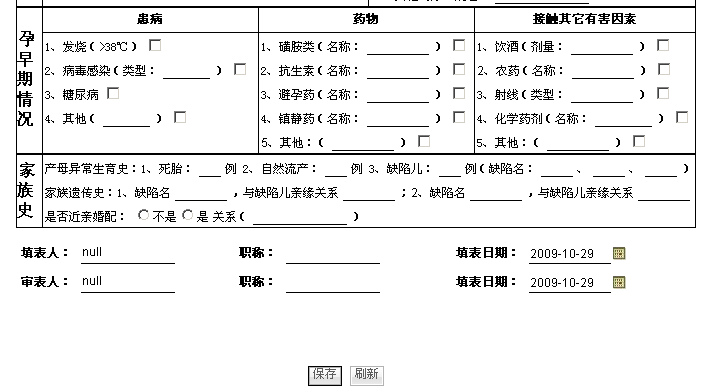 患病 药物 接触其它有害因素
孕早期情况
1、发烧(>38℃) 1、磺胺类(名称: ) 1、饮酒(剂量: )
2、病毒感染(类型: ) 2、抗生素(名称: ) 2、农药(名称: )
3、糖尿病 3、避孕药(名称: ) 3、射线(类型: )
4、其他( ) 4、镇静药(名称: ) 4、化学药剂(名称: )
5、其他:( ) 5、其他:( )
家族史
产母异常生育史:1、死胎: 例 2、自然流产: 例 3、缺陷儿: 例(缺陷名: 、 、 )
家族遗传史:1、缺陷名 ,与缺陷儿亲缘关系 ;2、缺陷名 ,与缺陷儿亲缘关系
是否近亲婚配: 不是 是 关系( )
填表人: null 职称: 填表日期: 2009-10-29
审表人: null 职称: 填表日期: 2009-10-29
保存 刷新